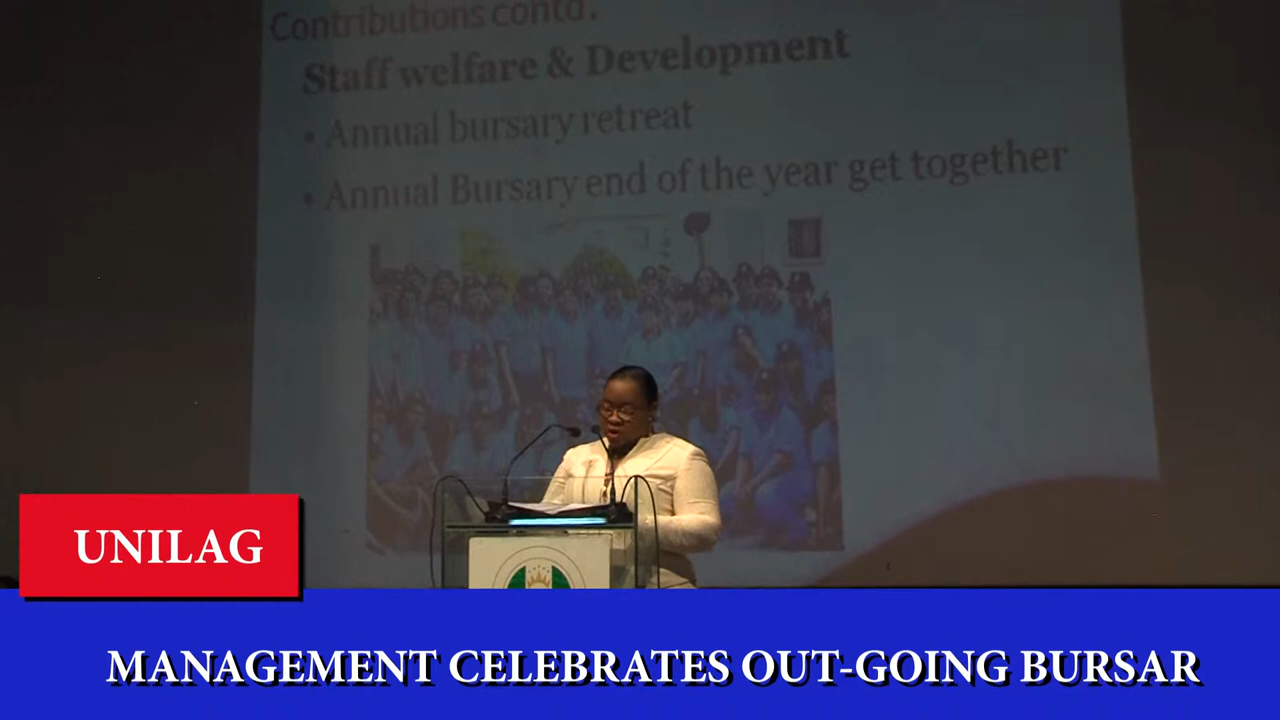 Contributions contd.
Staff welfare & Development
• Annual bursary retreat
• Annual Bursary end of the year get together
UNILAG
MANAGEMENT CELEBRATES OUT-GOING BURSAR